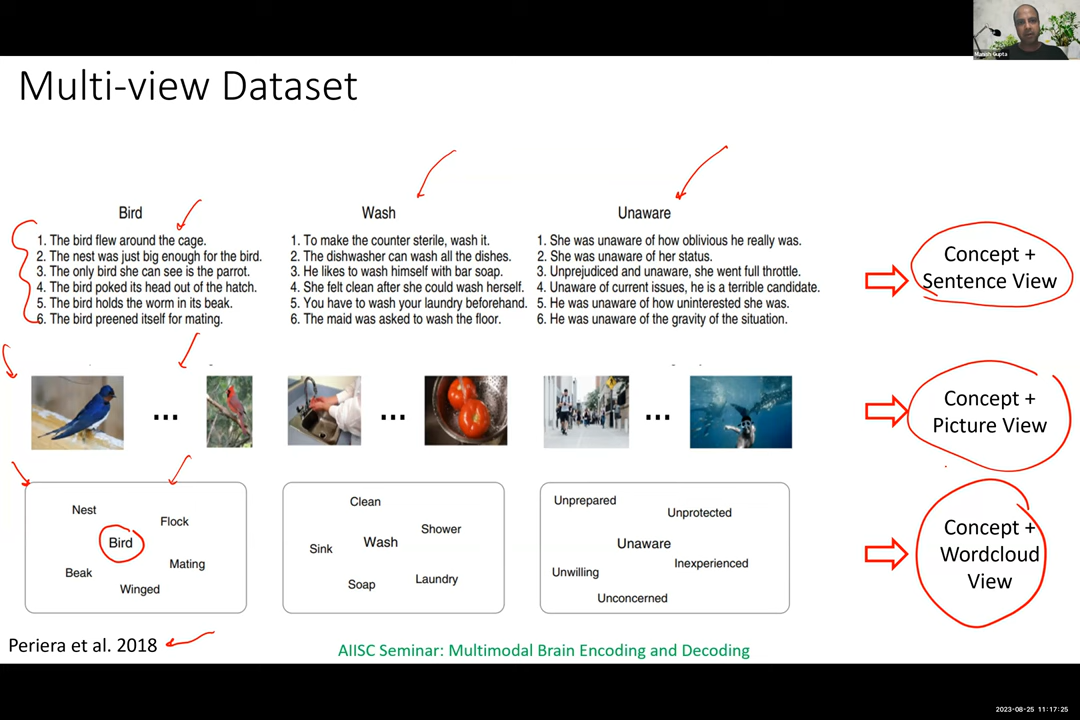 Manish Gupta
Multi-view Dataset
Bird
1. The bird flew around the cage.
2. The nest was just big enough for the bird.
3. The only bird she can see is the parrot.
4. The bird poked its head out of the hatch.
5. The bird holds the worm in its beak.
6. The bird preened itself for mating.
Wash
1. To make the counter sterile, wash it.
2. The dishwasher can wash all the dishes.
3. He likes to wash himself with bar soap.
4. She felt clean after she could wash herself.
5. You have to wash your laundry beforehand.
6. The maid was asked to wash the floor.
Unaware
1. She was unaware of how oblivious he really was.
2. She was unaware of her status.
3. Unprejudiced and unaware, she went full throttle.
4. Unaware of current issues, he is a terrible candidate.
5. He was unaware of how uninterested she was.
6. He was unaware of the gravity of the situation.
Concept +
Sentence View
...
...
...
Concept +
Picture View
Nest
Flock
Bird
Mating
Beak
Winged
Clean
Shower
Sink
Wash
Laundry
Soap
Unprepared
Unprotected
Unaware
Inexperienced
Unwilling
Unconcerned
Concept +
Wordcloud
View
Periera et al. 2018
AIISC Seminar: Multimodal Brain Encoding and Decoding
2023-08-25 11:17:25